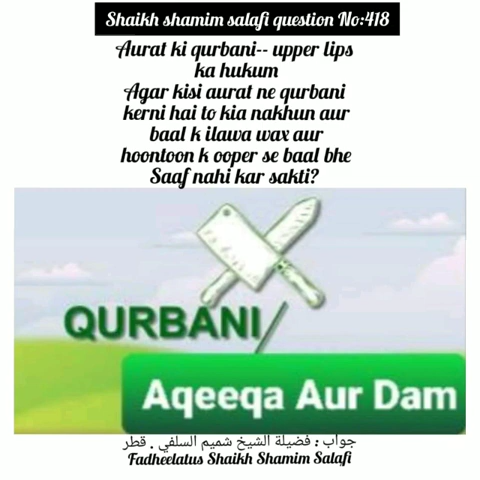 Shaikh shamim salafi question No:418
Aurat ki qurbani-- upper lips
ka hukum
Agar kisi aurat ne qurbani
kerni hai to kia nakhun aur
baal k ilawa wax aur
hoontoon k ooper se baal bhe
Saaf nahi kar sakti?
QURBANI/
Aqeeqa Aur Dam
جواب : فضيلة الشيخ شميم السلفي . قطر
Fadheelatus Shaikh Shamim Salafi